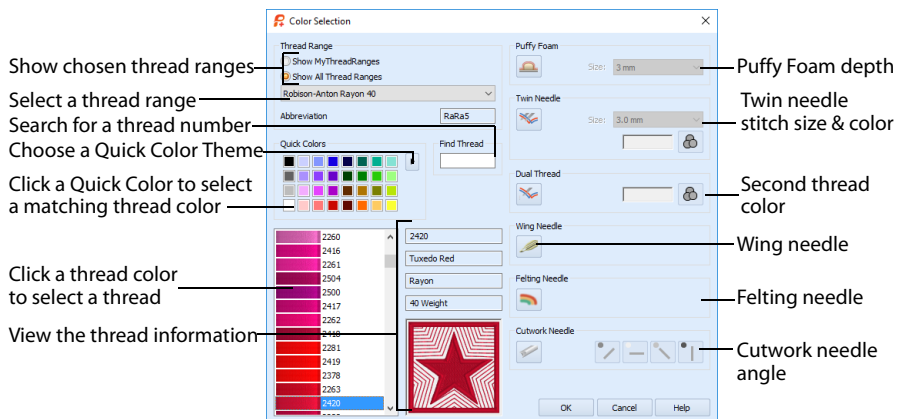 Color Selection
Show chosen thread ranges
Select a thread range
Search for a thread number
Choose a Quick Color Theme
Click a Quick Color to select
a matching thread color
Click a thread color
to select a thread
View the thread information
Thread Range
Show MyThreadRanges
Show All Thread Ranges
Robison-Anton Rayon 40
Abbreviation
RaRa5
Quick Colors
Find Thread
2260
2416
2261
2504
2500
2417
2262
2418
2281
2419
2378
2263
2420
2420
Tuxedo Red
Rayon
40 Weight
Puffy Foam
Size: 3 mm
Twin Needle
Size: 3.0 mm
Dual Thread
Wing Needle
Felting Needle
Cutwork Needle
OK Cancel Help
Puffy Foam depth
Twin needle
stitch size & color
Second thread
color
Wing needle
Felting needle
Cutwork needle
angle